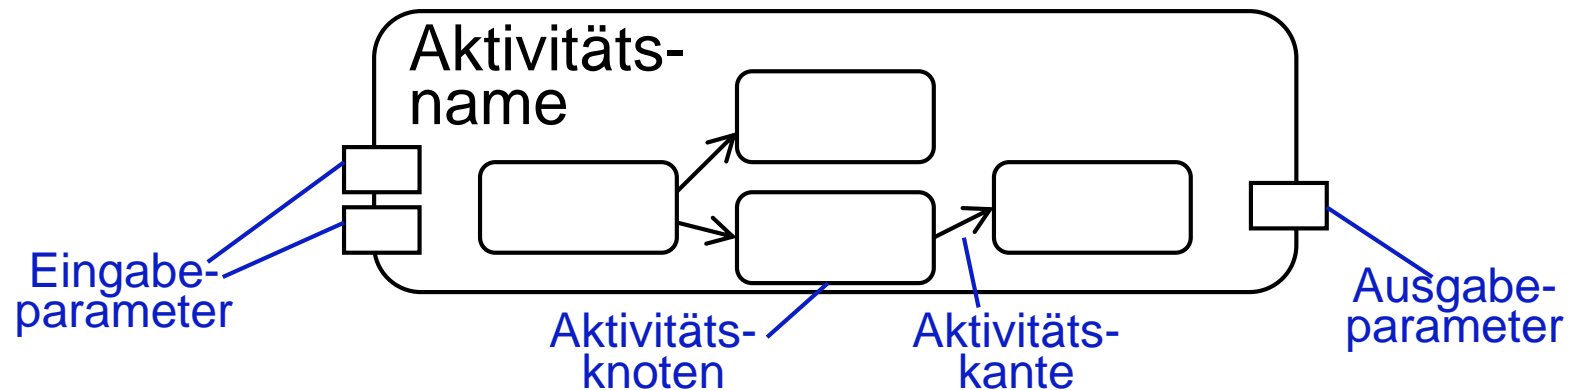 Aktivitäts-
name
Eingabe-
parameter
Aktivitäts-
knoten
Aktivitäts-
kante
Ausgabe-
parameter